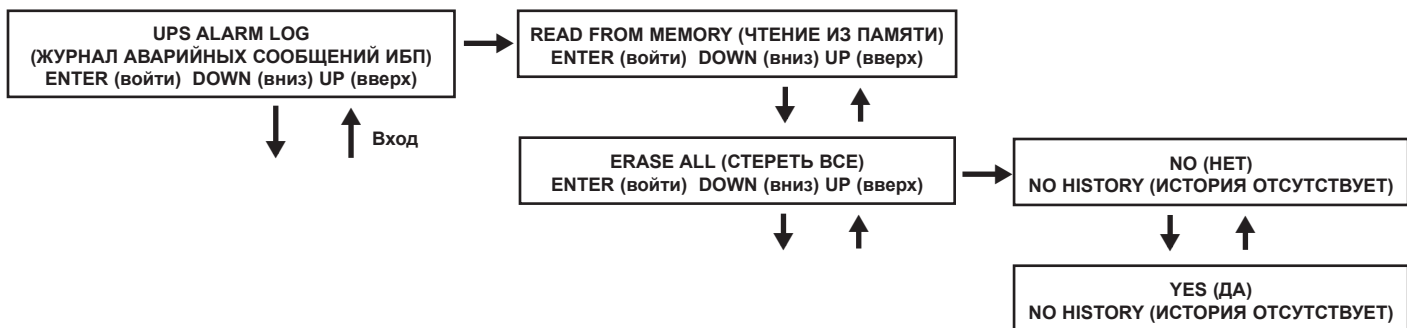 UPS ALARM LOG
(ЖУРНАЛ АВАРИЙНЫХ СООБЩЕНИЙ ИБП)
ENTER (войти) DOWN (вниз) UP (вверх)
READ FROM MEMORY (ЧТЕНИЕ ИЗ ПАМЯТИ)
ENTER (войти) DOWN (вниз) UP (вверх)
Вход
ERASE ALL (СТЕРЕТЬ ВСЕ)
ENTER (войти) DOWN (вниз) UP (вверх)
NO (НЕТ)
NO HISTORY (ИСТОРИЯ ОТСУТСТВУЕТ)
YES (ДА)
NO HISTORY (ИСТОРИЯ ОТСУТСТВУЕТ)